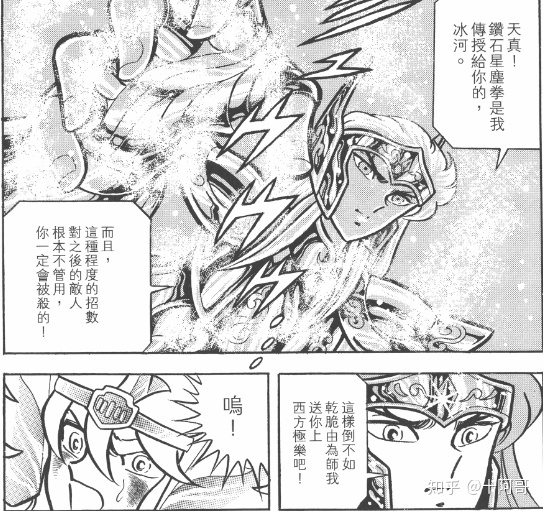 天真！
鑽石星塵拳是我
傳授給你的，
冰河。
而且，
這種程度的招數
對之後的敵人
根本不管用，
你一定會被殺的！
這樣倒不如
乾脆由為師我
送你上
西方極樂吧！
嗚！
知乎 @十阿哥